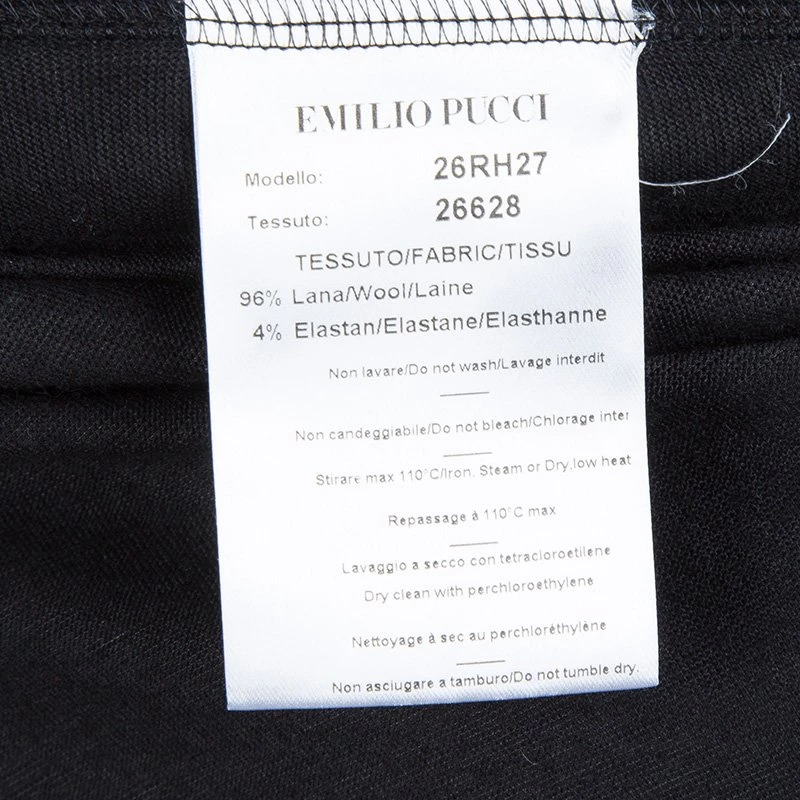 EMILIO PUCCI
Modello: 26RH27
Tessuto: 26628
TESSUTO/FABRIC/TISSU
96% Lana/Wool/Laine
4% Elastan/Elastane/Elasthanne
Non lavare/Do not wash/Lavage interdit
Non candeggiabile/Do not bleach/Chlorage inter
Stirare max 110°C/Iron. Steam or Dry,low heat
Repassage à 110°C max
Lavaggio a secco con tetracloroetilene
Dry clean with perchloroethylene
Nettoyage à sec au perchloréthylène
Non asciugare a tamburo/Do not tumble dry.